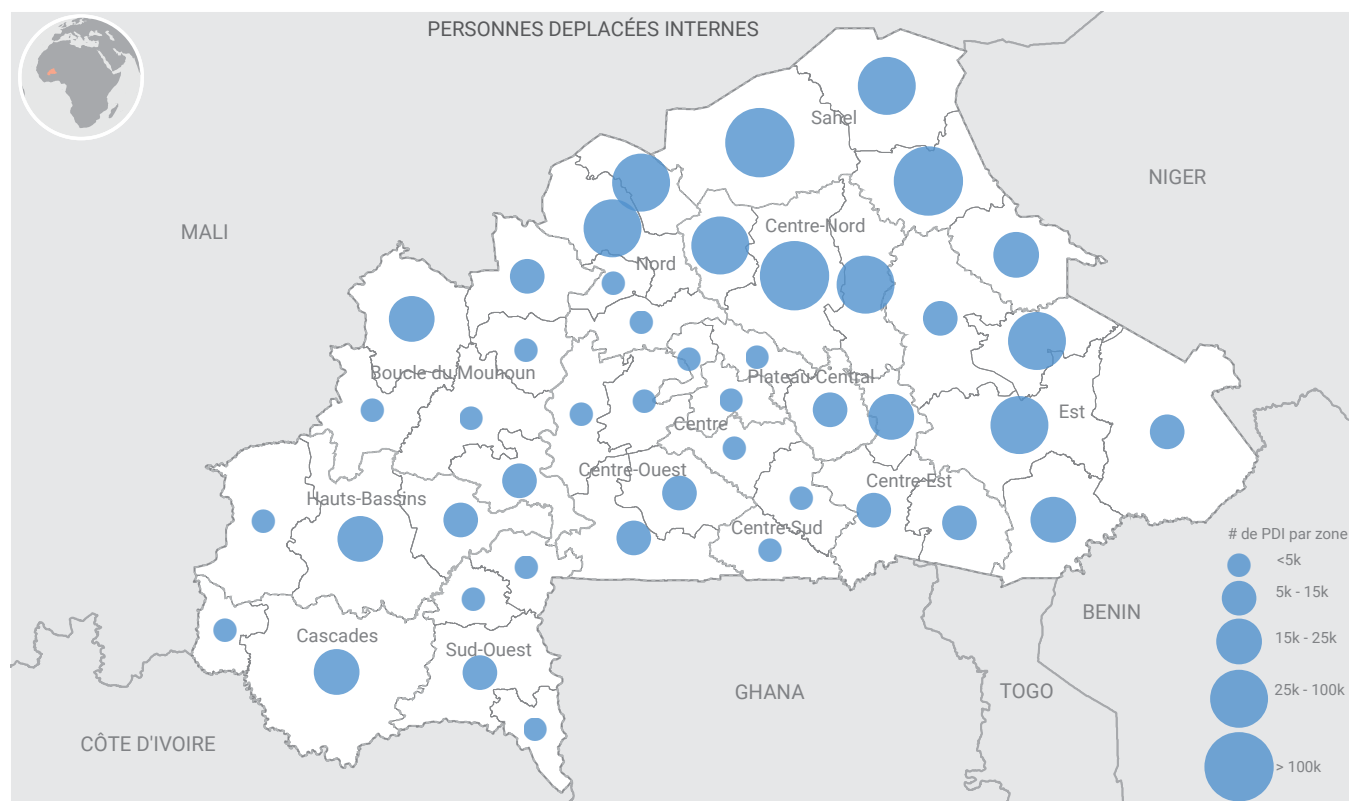 PERSONNES DEPLACÉES INTERNES
Sahel
NIGER
MALI
Centre-Nord
Nord
Boucle du Mouhoun
Plateau-Central
Est
Centre
Centre-Ouest
Centre-Est
Hauts-Bassins
Centre-Sud
# de PDI par zone
<5k
5k - 15k
BENIN
Cascades
Sud-Ouest
15k - 25k
GHANA
TOGO
25k - 100k
CÔTE D'IVOIRE
> 100k